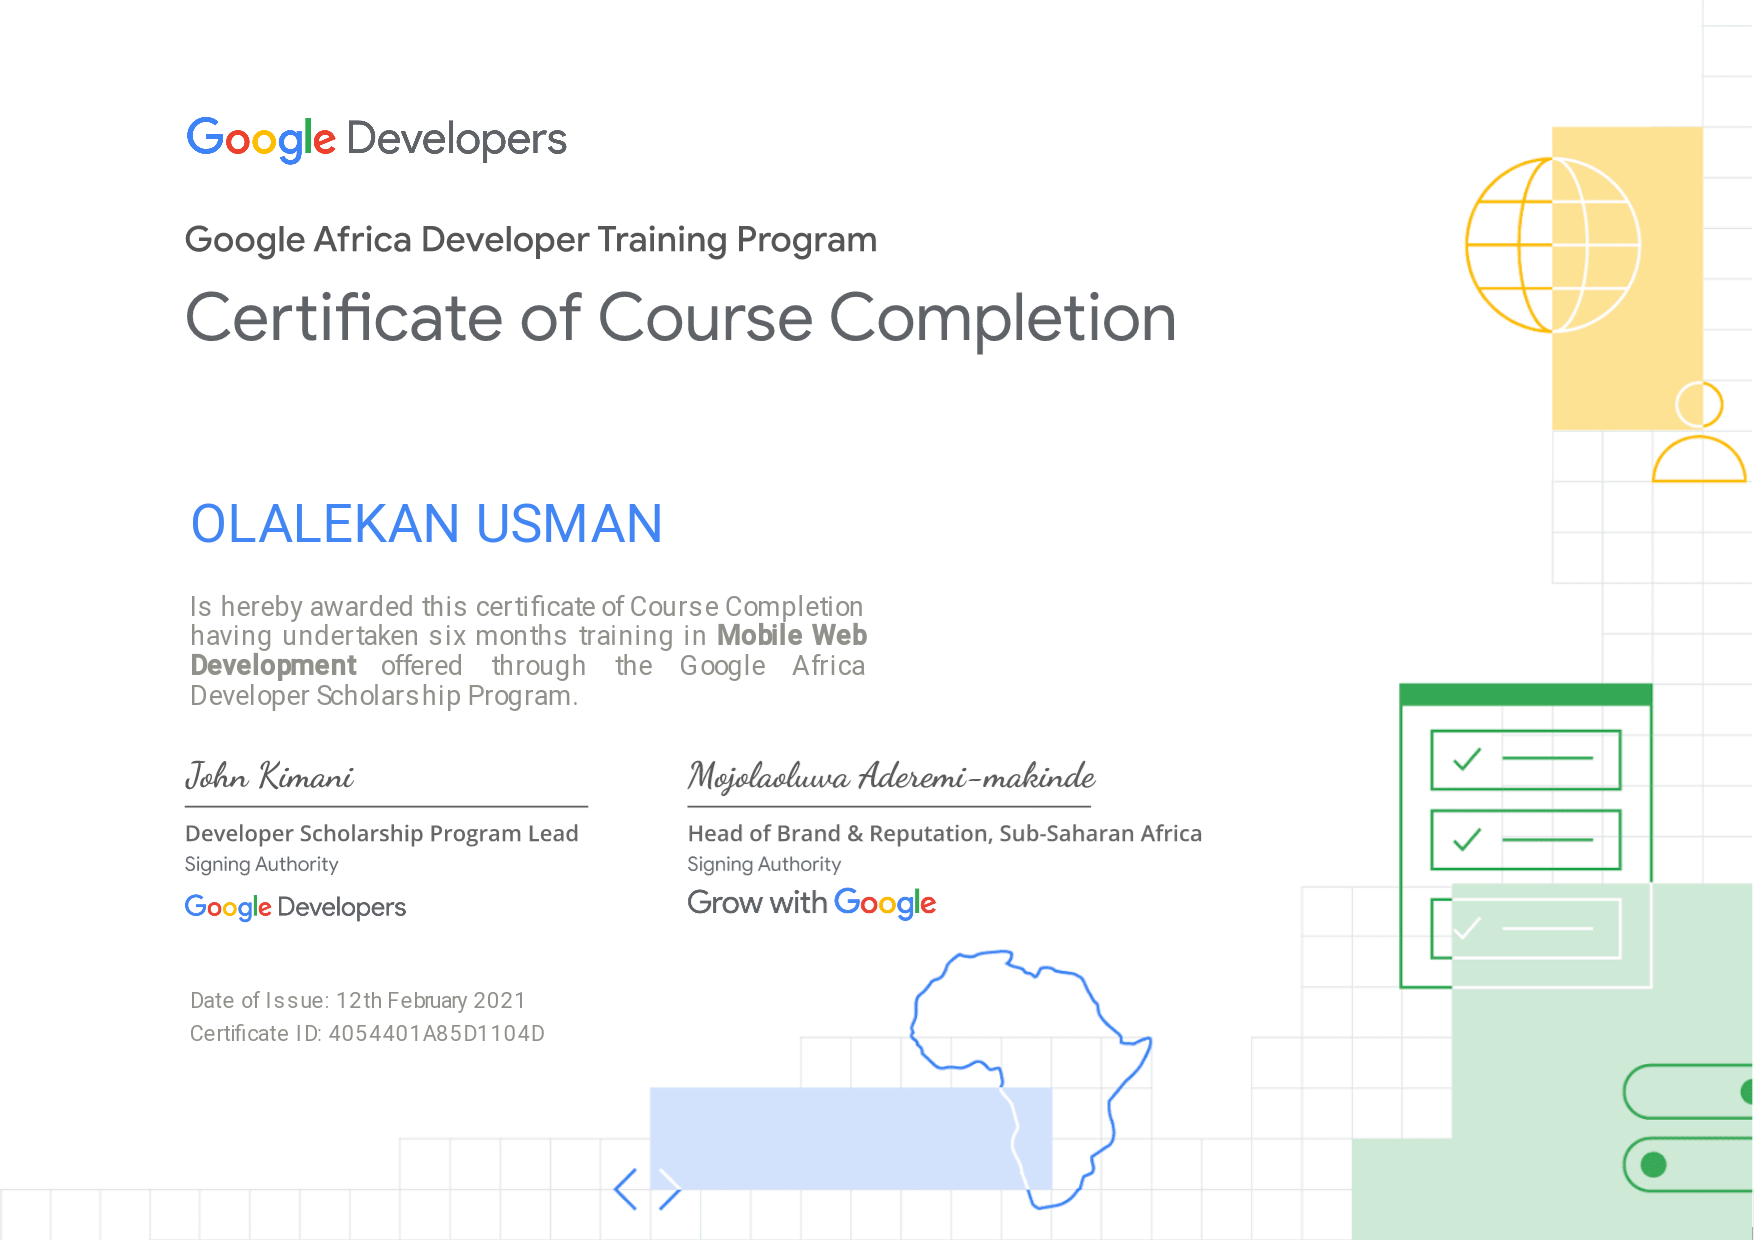 Google Developers
Google Africa Developer Training Program
Certificate of Course Completion
OLALEKAN USMAN
Is hereby awarded this certificate of Course Completion
having undertaken six months training in Mobile Web
Development offered through the Google Africa
Developer Scholarship Program.
John Kimani
Developer Scholarship Program Lead
Signing Authority
Google Developers
Mojolaoluwa Aderemi-makinde
Head of Brand & Reputation, Sub-Saharan Africa
Signing Authority
Grow with Google
Date of Issue: 12th February 2021
Certificate ID: 4054401A85D1104D